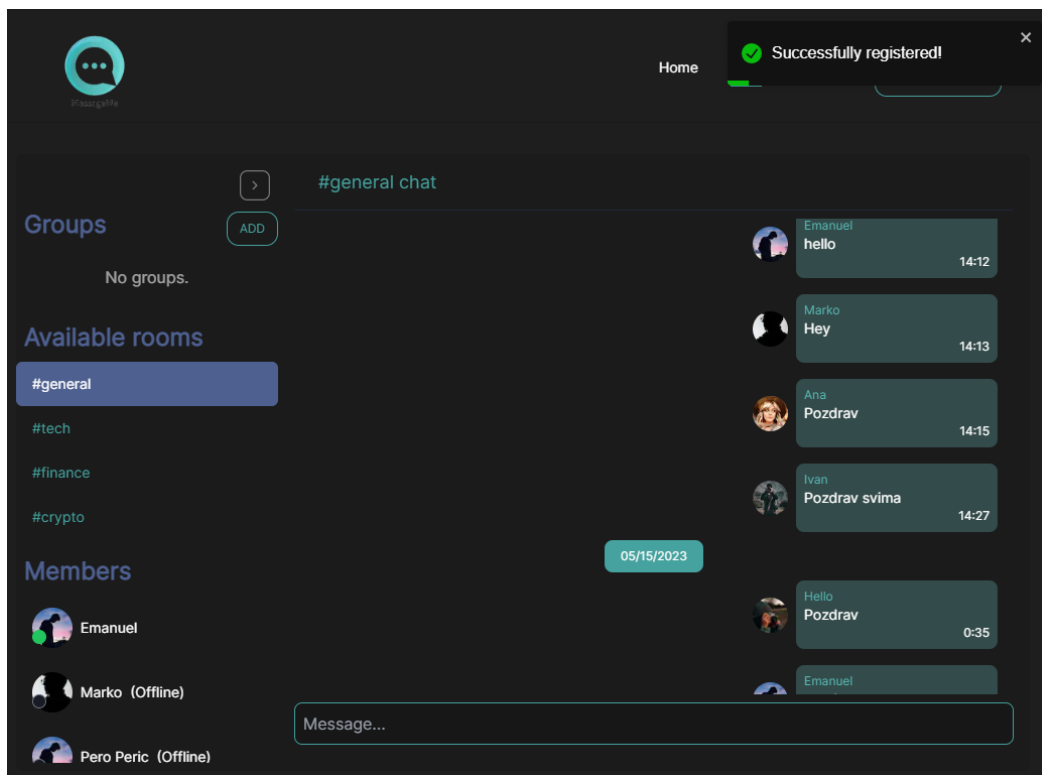 Home
Successfully registered!
#general chat
Groups
ADD
No groups.
Available rooms
#general
#tech
#finance
#crypto
Members
Emanuel
Marko (Offline)
Pero Peric (Offline)
Emanuel
hello
14:12
Marko
Hey
14:13
Ana
Pozdrav
14:15
Ivan
Pozdrav svima
14:27
05/15/2023
Hello
Pozdrav
0:35
Emanuel
Message...